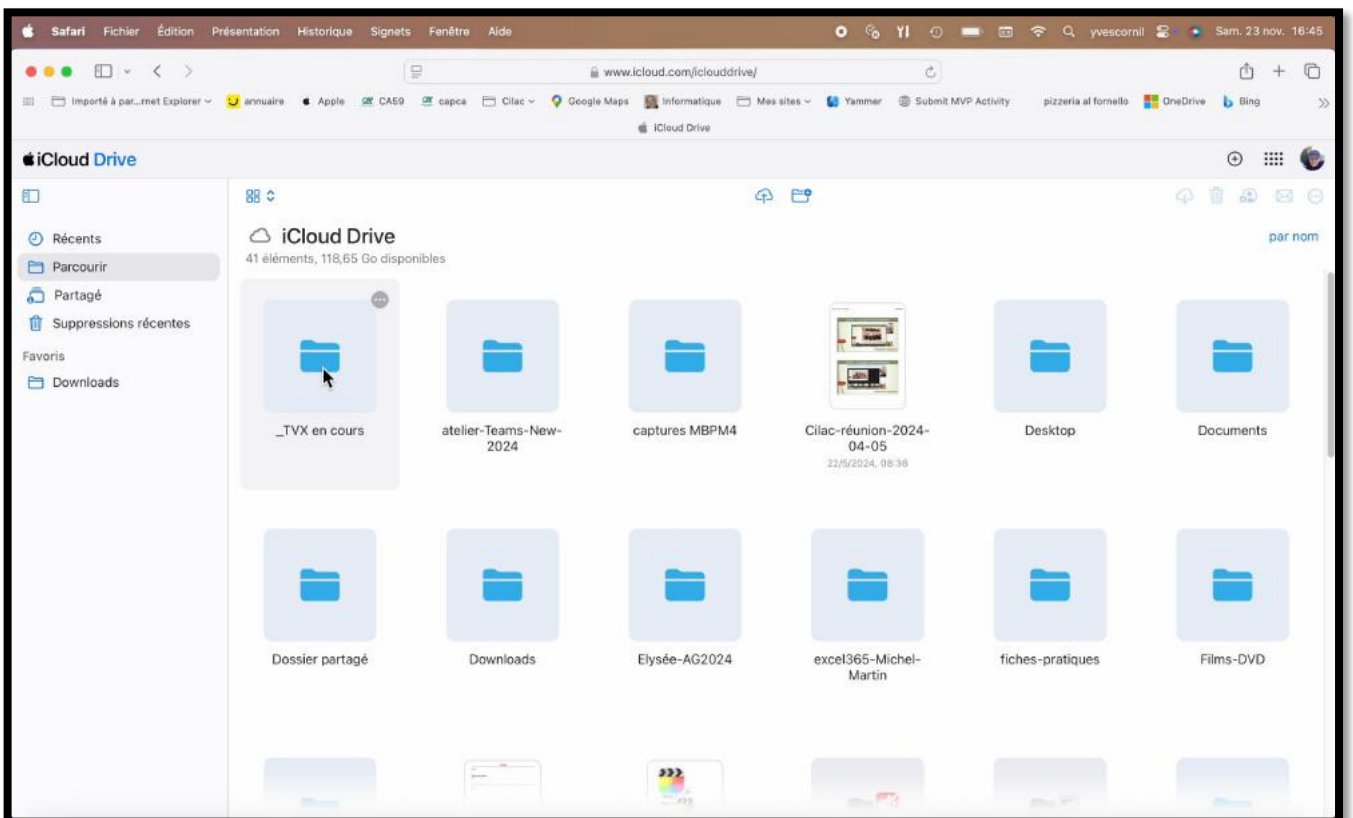 Safari Fichier Édition Présentation Historique Signets Fenêtre Aide yvescornil Sam. 23 nov. 16:45
www.icloud.com/iclouddrive/
Importé à par...rnet Explorer annuaire Apple CA59 capca Cilac Google Maps Informatique Mes sites Yammer Submit MVP Activity pizzeria al fornello OneDrive Bing
iCloud Drive
iCloud Drive
Récents
Parcourir
Partagé
Suppressions récentes
Favoris
Downloads
iCloud Drive
par nom
41 éléments, 118,65 Go disponibles
_TVX en cours
atelier-Teams-New-
2024
captures MBPM4
Cilac-réunion-2024-
04-05
22/5/2024, 08:36
Desktop
Documents
Dossier partagé
Downloads
Elysée-AG2024
excel365-Michel-
Martin
fiches-pratiques
Films-DVD